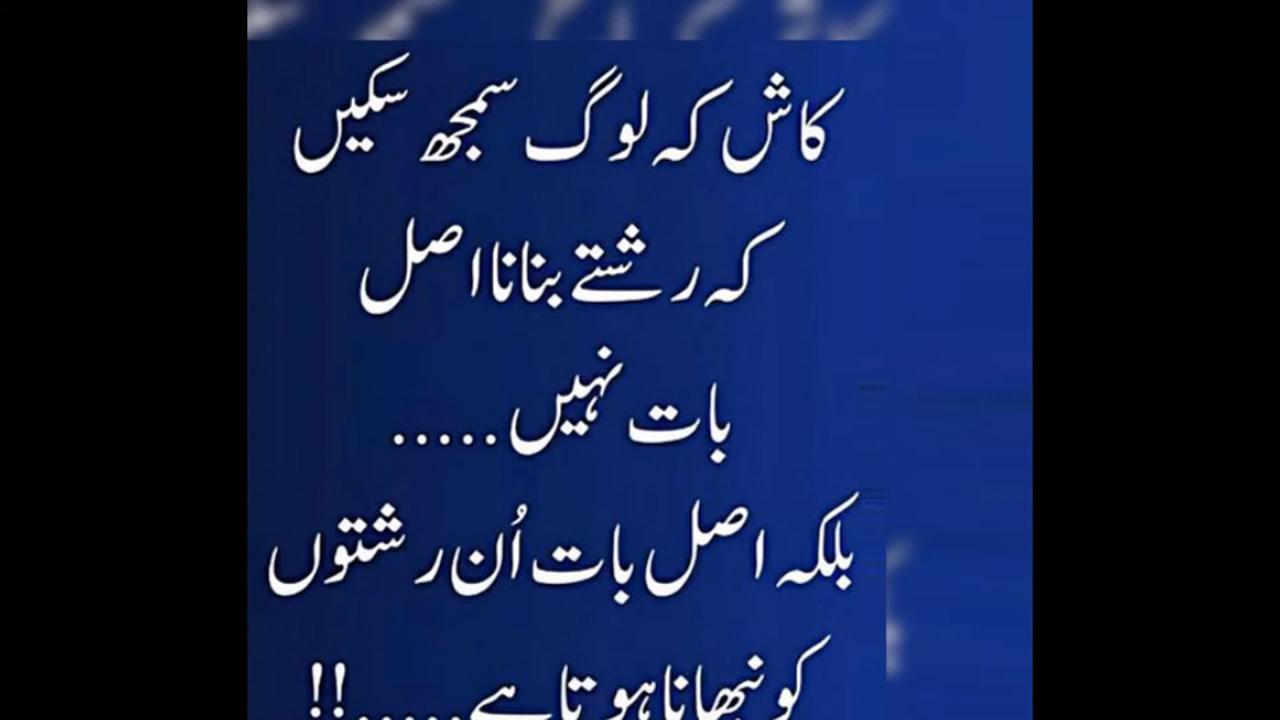 کاش کہ لوگ سمجھ سکیں
کہ رشتے بنانا اصل
بات نہیں.....
بلکہ اصل بات اُن رشتوں
کو نبھانا ہوتا ہے.....!!